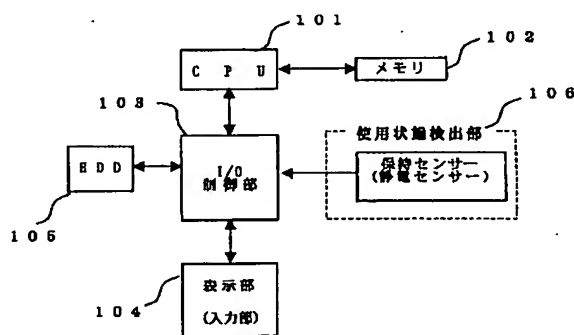 101
CPU
メモリ
102
103
106
使用状態検出部
HDD
I/O
制御部
保持センサー
(静電センサー)
105
104
表示部
(入力部)